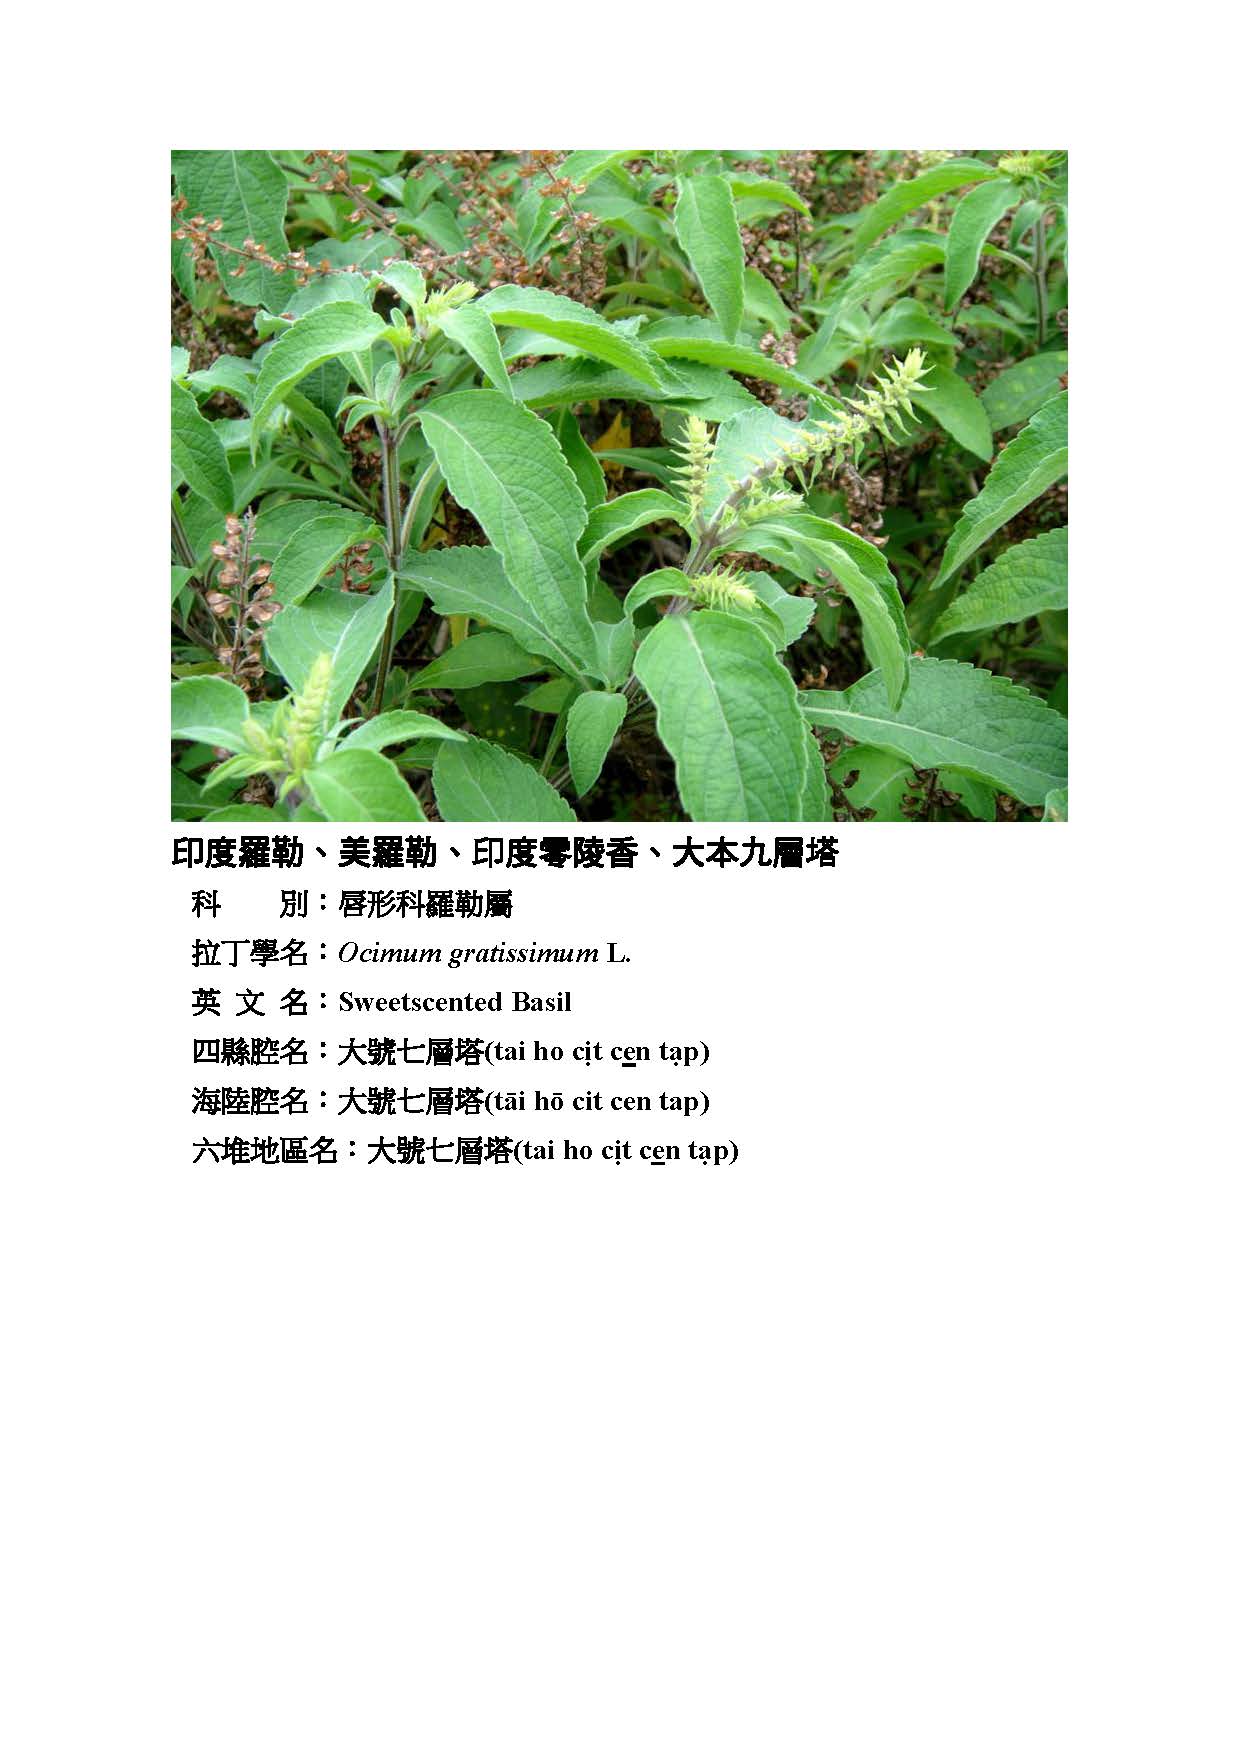 印度羅勒、美羅勒、印度零陵香、大本九層塔
科　　別：唇形科羅勒屬
拉丁學名：Ocimum gratissimum L.
英 文 名：Sweetscented Basil
四縣腔名：大號七層塔(tai ho cịt ce̲n tạp)
海陸腔名：大號七層塔(tāi hō cit cen tap)
六堆地區名：大號七層塔(tai ho cịt ce̲n tạp)